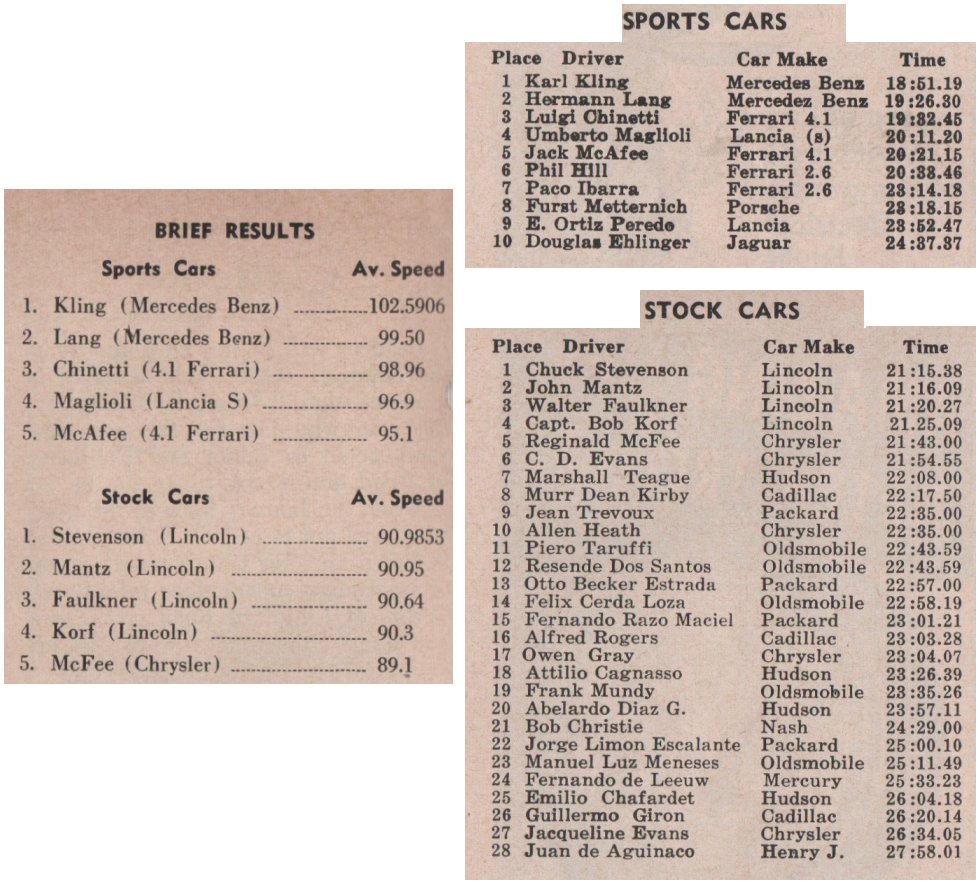 BRIEF RESULTS
Sports Cars Av. Speed
1. Kling (Mercedes Benz) ...............102.5906
2. Lang (Mercedes Benz) ................. 99.50
3. Chinetti (4.1 Ferrari) ................... 98.96
4. Maglioli (Lancia S) ..................... 96.9
5. McAfee (4.1 Ferrari) ................... 95.1
Stock Cars Av. Speed
1. Stevenson (Lincoln) ..................... 90.9853
2. Mantz (Lincoln) ........................... 90.95
3. Faulkner (Lincoln) ....................... 90.64
4. Korf (Lincoln) ............................... 90.3
5. McFee (Chrysler) ........................... 89.1
SPORTS CARS
Place Driver Car Make Time
1 Karl Kling Mercedes Benz 18:51.19
2 Hermann Lang Mercedez Benz 19:26.30
3 Luigi Chinetti Ferrari 4.1 19:32.45
4 Umberto Maglioli Lancia (s) 20:11.20
5 Jack McAfee Ferrari 4.1 20:21.15
6 Phil Hill Ferrari 2.6 20:38.46
7 Paco Ibarra Ferrari 2.6 23:14.18
8 Furst Metternich Porsche 23:18.15
9 E. Ortiz Peredo Lancia 23:52.47
10 Douglas Ehlinger Jaguar 24:37.37
STOCK CARS
Place Driver Car Make Time
1 Chuck Stevenson Lincoln 21:15.38
2 John Mantz Lincoln 21:16.09
3 Walter Faulkner Lincoln 21:20.27
4 Capt. Bob Korf Lincoln 21.25.09
5 Reginald McFee Chrysler 21:43.00
6 C. D. Evans Chrysler 21:54.55
7 Marshall Teague Hudson 22:08.00
8 Murr Dean Kirby Cadillac 22:17.50
9 Jean Trevoux Packard 22:35.00
10 Allen Heath Chrysler 22:35.00
11 Piero Taruffi Oldsmobile 22:43.59
12 Resende Dos Santos Oldsmobile 22:43.59
13 Otto Becker Estrada Packard 22:57.00
14 Felix Cerda Loza Oldsmobile 22:58.19
15 Fernando Razo Maciel Packard 23:01.21
16 Alfred Rogers Cadillac 23:03.28
17 Owen Gray Chrysler 23:04.07
18 Attilio Cagnasso Hudson 23:26.39
19 Frank Mundy Oldsmobile 23:35.26
20 Abelardo Diaz G. Hudson 23:57.11
21 Bob Christie Nash 24:29.00
22 Jorge Limon Escalante Packard 25:00.10
23 Manuel Luz Meneses Oldsmobile 25:11.49
24 Fernando de Leeuw Mercury 25:33.23
25 Emilio Chafardet Hudson 26:04.18
26 Guillermo Giron Cadillac 26:20.14
27 Jacqueline Evans Chrysler 26:34.05
28 Juan de Aguinaco Henry J. 27:58.01